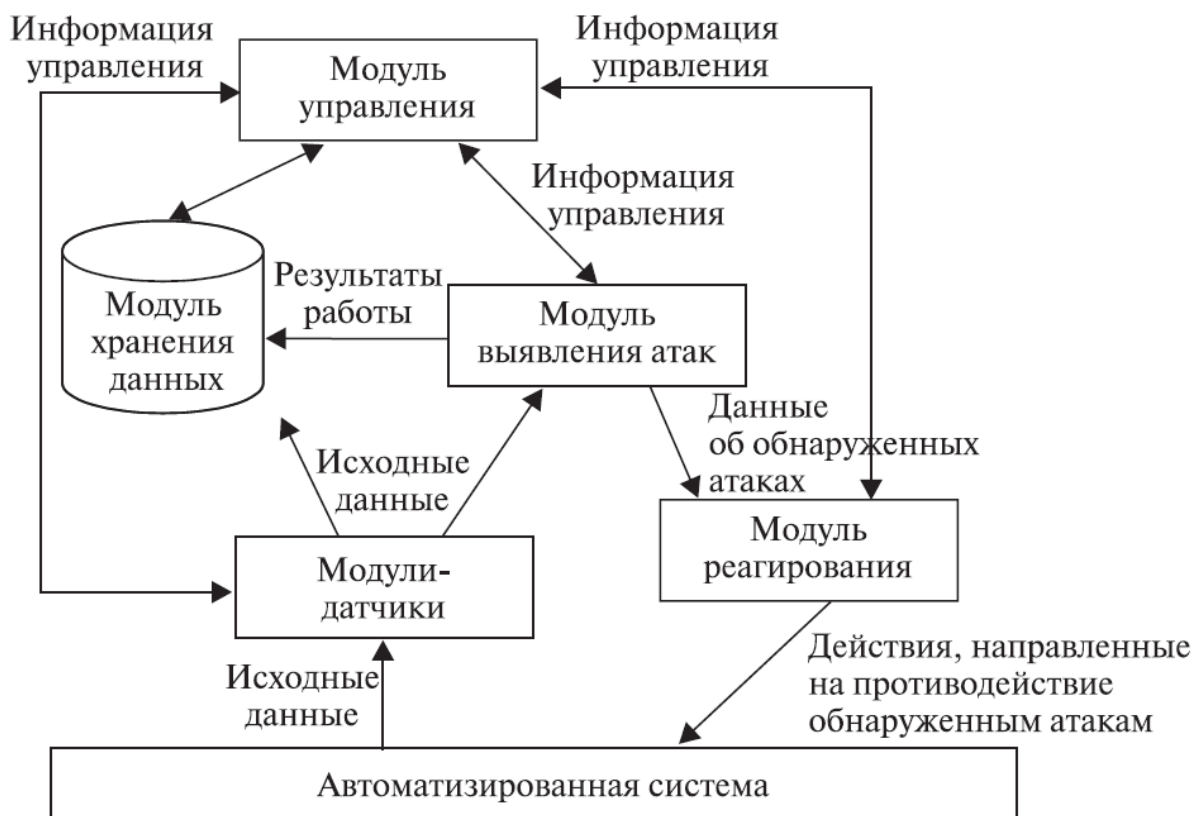 Информация
управления
Модуль
управления
Информация
управления
Информация
управления
Модуль
хранения
данных
Результаты
работы
Модуль
выявления атак
Данные
об обнаруженных
атаках
Исходные
данные
Модули-
датчики
Модуль
реагирования
Исходные
данные
Действия, направленные
на противодействие
обнаруженным атакам
Автоматизированная система